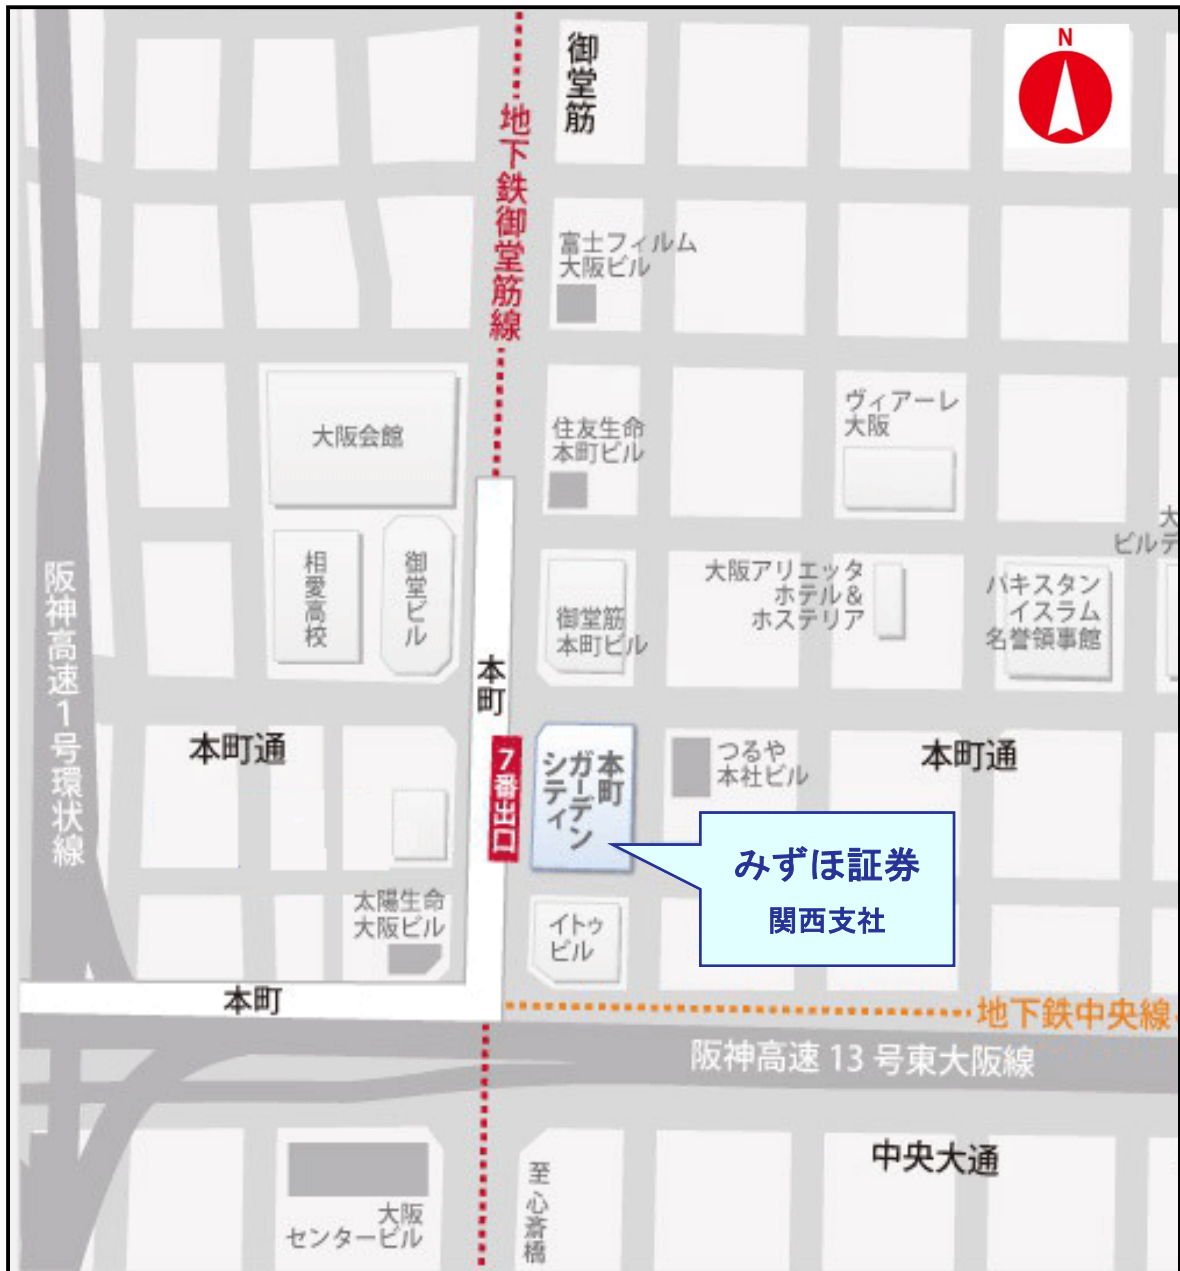 N
御堂筋
地下鉄御堂筋線
富士フィルム
大阪ビル
ヴィアーレ
大阪
大阪会館
住友生命
本町ビル
大
ビルデ
相愛高校
御堂ビル
御堂筋
本町ビル
大阪アリエッタ
ホテル&
ホステリア
パキスタン
イスラム
名誉領事館
阪神高速1号環状線
本町
本町通
7番出口
本町
ガーデン
シティ
つるや
本社ビル
本町通
みずほ証券
関西支社
太陽生命
大阪ビル
イトゥ
ビル
本町
地下鉄中央線
阪神高速 13 号東大阪線
中央大通
至 心斎橋
大阪
センタービル